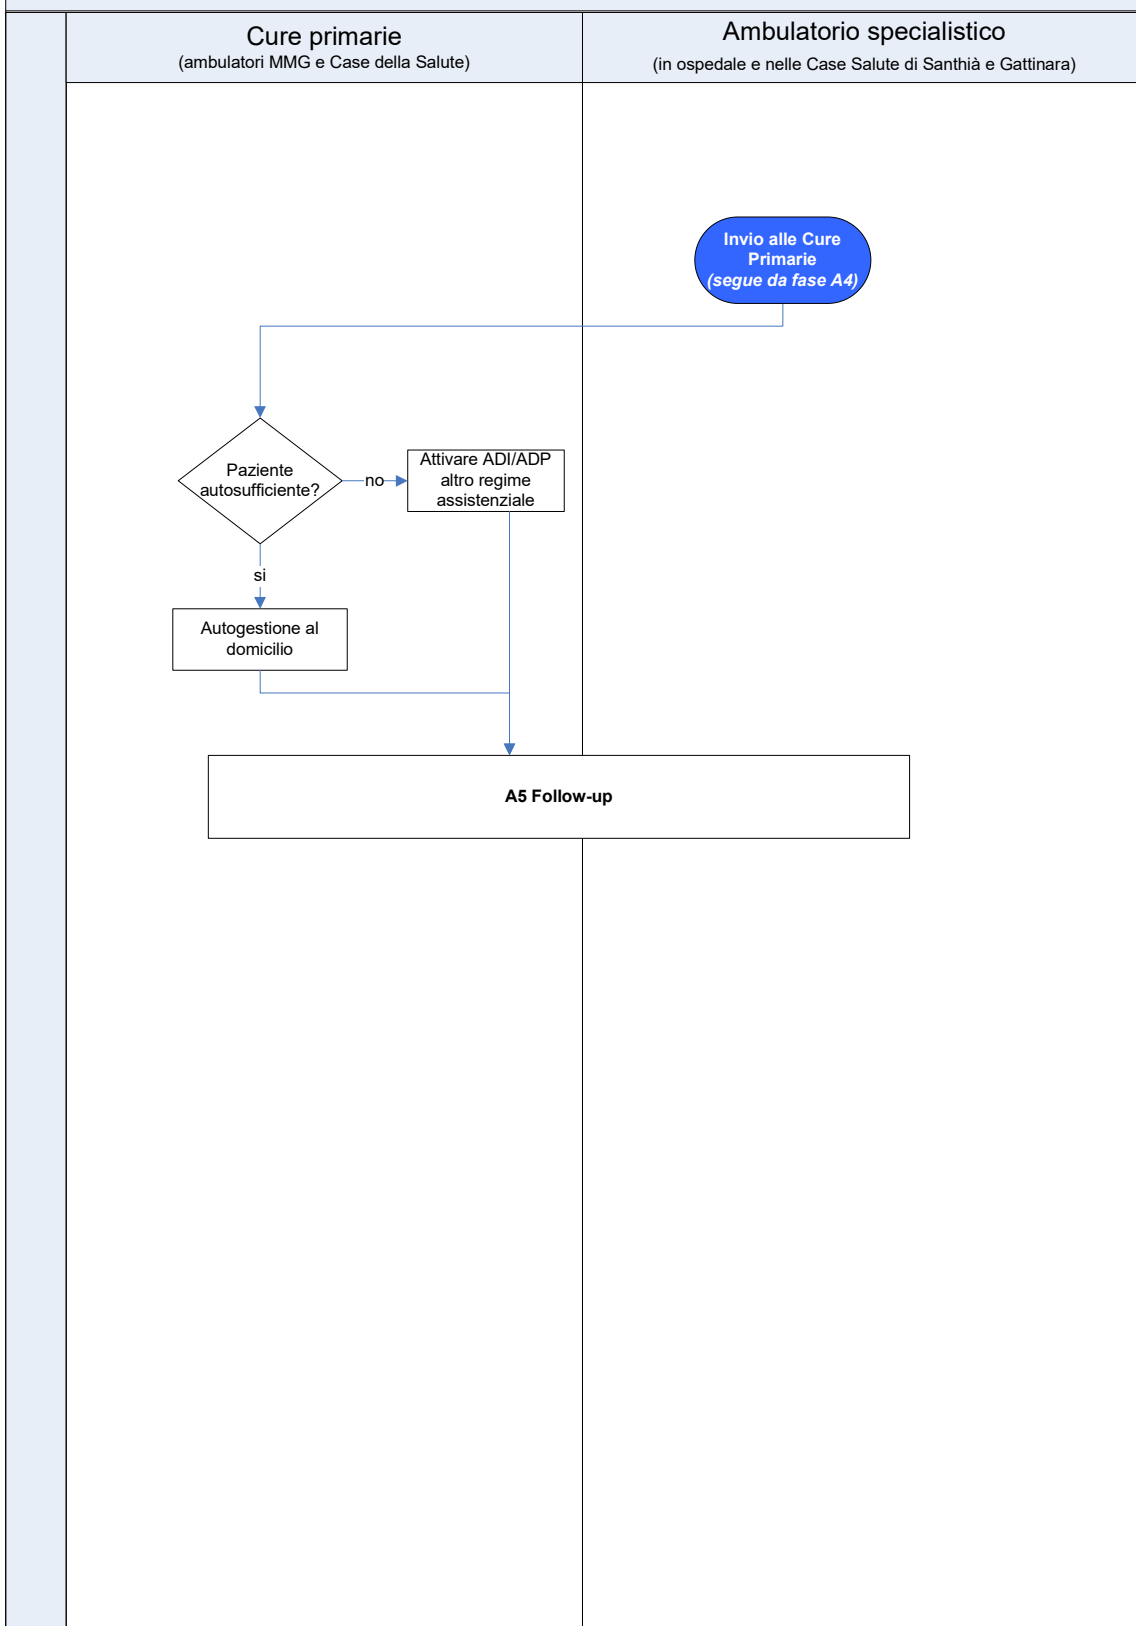 Cure primarie
(ambulatori MMG e Case della Salute)
Ambulatorio specialistico
(in ospedale e nelle Case Salute di Santhià e Gattinara)
Invio alle Cure
Primarie
(segue da fase A4)
Paziente
autosufficiente?
no
Attivare ADI/ADP
altro regime
assistenziale
si
Autogestione al
domicilio
A5 Follow-up